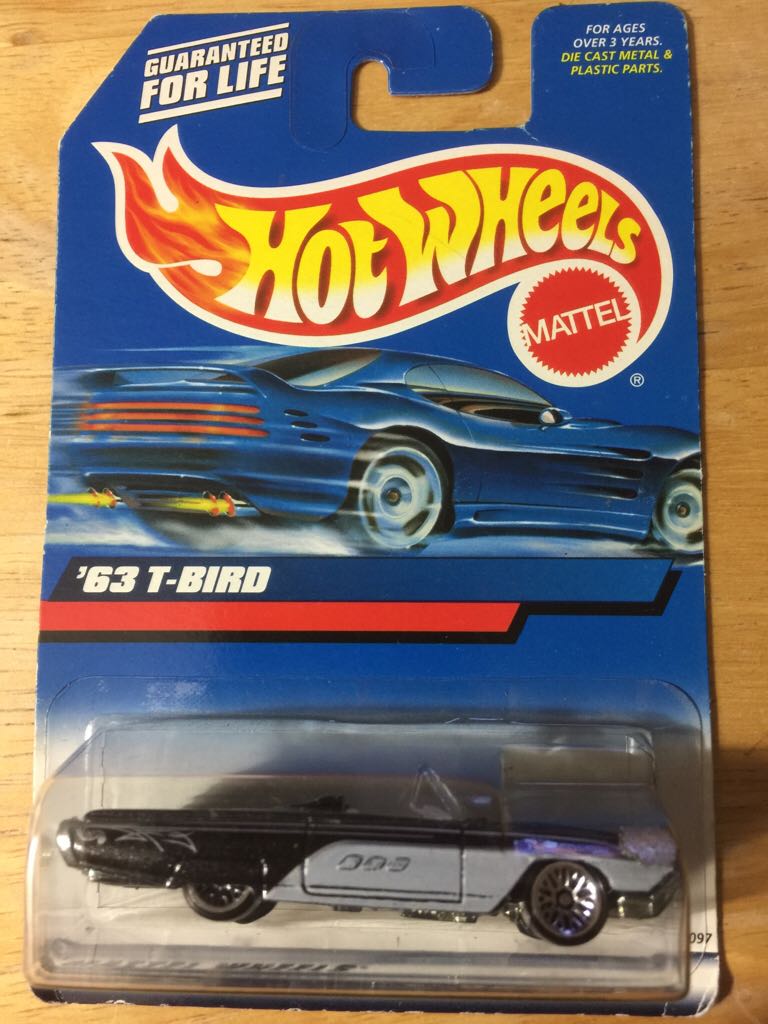 GUARANTEED
FOR LIFE
FOR AGES
OVER 3 YEARS.
DIE CAST METAL &
PLASTIC PARTS.
Hot Wheels
MATTEL
®
'63 T-BIRD
097